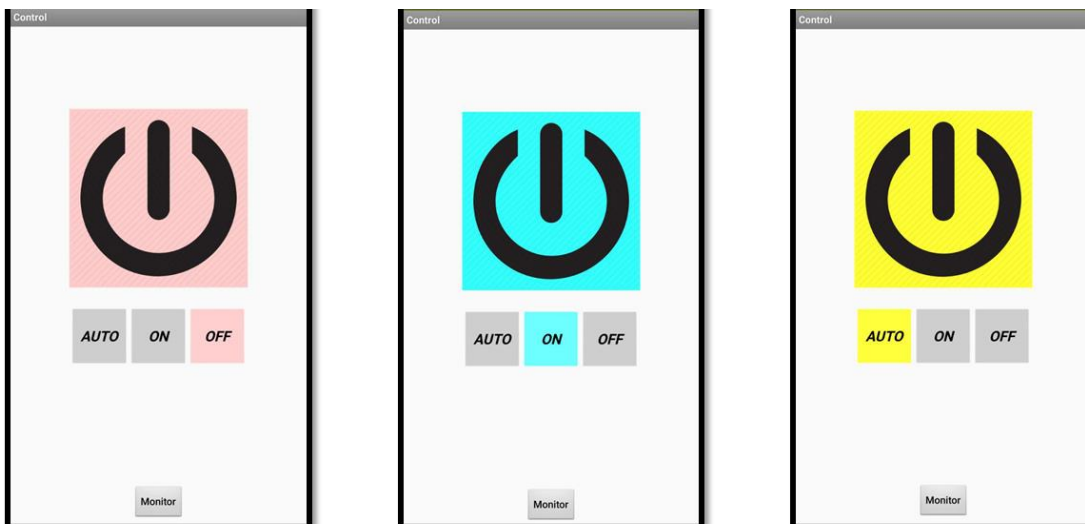 Control
AUTO ON OFF
Monitor
Control
AUTO ON OFF
Monitor
Control
AUTO ON OFF
Monitor